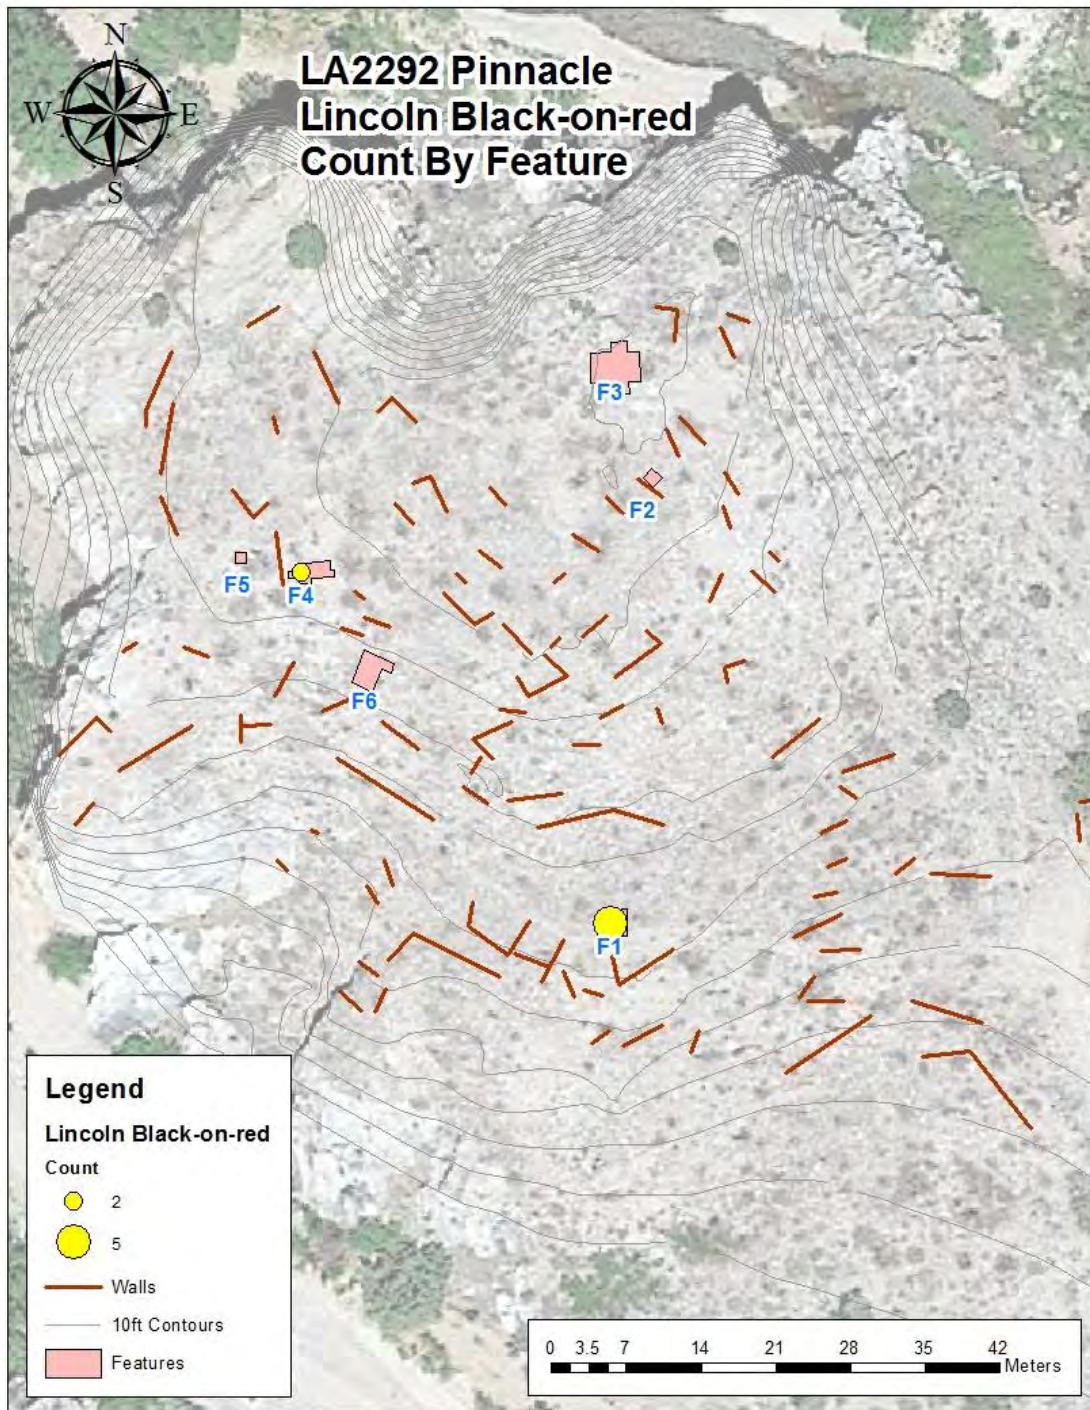 N
W E
S
LA2292 Pinnacle
Lincoln Black-on-red
Count By Feature
F3
F2
F5
F4
F6
F1
Legend
Lincoln Black-on-red
Count
2
5
Walls
10ft Contours
Features
0 3.5 7 14 21 28 35 42
Meters